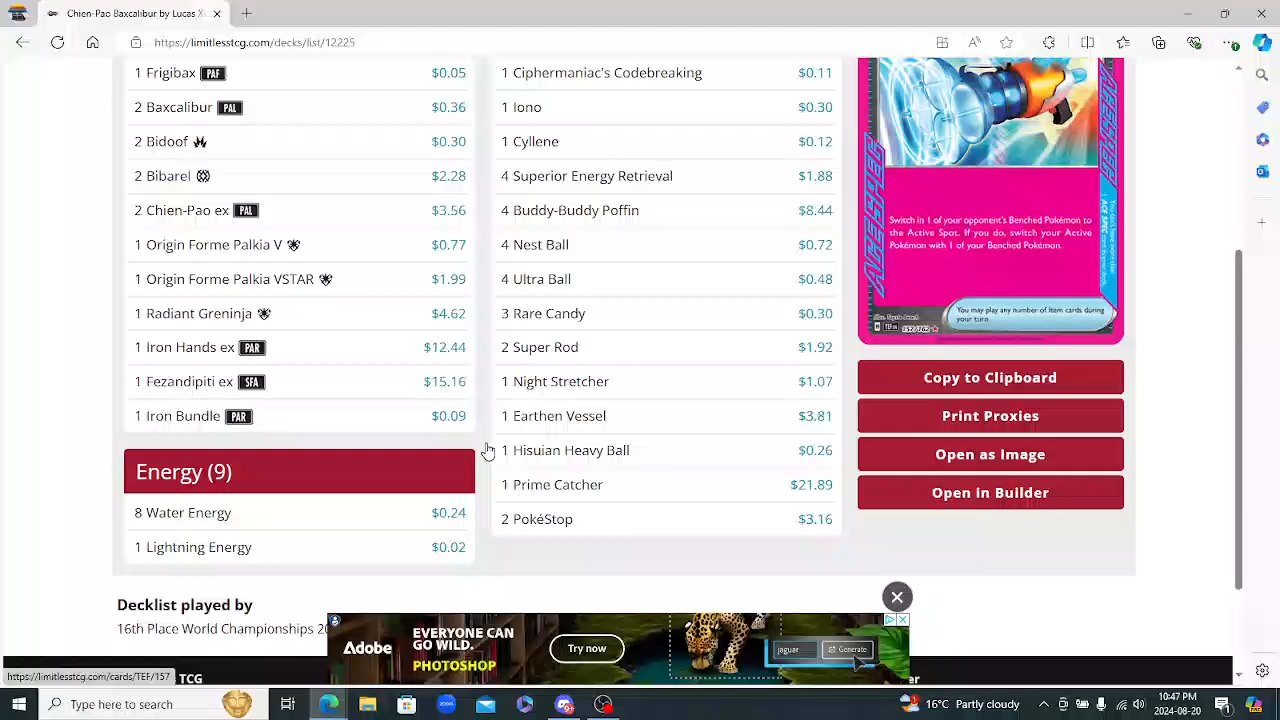 Chien-Pao Baxcalibur by Luo X
https://limitlesstcg.com/decks/list/12225
1 Frigibax PAF $0.05
2 Baxcalibur PAL $0.36
2 Bidoof $0.30
2 Bibarel $2.28
2 Chien-Pao ex PAL $3.56
1 Origin Forme Palkia V $0.77
1 Origin Forme Palkia VSTAR $1.99
1 Radiant Greninja $4.62
1 Iron Hands ex PAR $12.44
1 Fezandipiti ex SFA $15.16
1 Iron Bundle PAR $0.09
Energy (9)
8 Water Energy $0.24
1 Lightning Energy $0.02
1 Ciphermaniac's Codebreaking $0.11
1 Iono $0.30
1 Cyllene $0.12
4 Superior Energy Retrieval $1.88
4 Buddy-Buddy Poffin $8.44
4 Nest Ball $0.72
4 Ultra Ball $0.48
3 Rare Candy $0.30
2 Super Rod $1.92
1 Night Stretcher $1.07
1 Earthen Vessel $3.81
1 Hisuian Heavy Ball $0.26
1 Prime Catcher $21.89
2 PokéStop $3.16
ACE SPEC
ACE SPEC
Switch in 1 of your opponent's Benched Pokémon to
the Active Spot. If you do, switch your Active
Pokémon with 1 of your Benched Pokémon.
You may play any number of Item cards during
your turn.
157/162
Copy to Clipboard
Print Proxies
Open as Image
Open in Builder
Decklist played by
16th Place World Championships 20
Adobe
EVERYONE CAN
GO WILD.
PHOTOSHOP
Try now
jaguar
Generate
TCG
er
Type here to search
zoom
16°C Partly cloudy
10:47 PM
2024-08-20